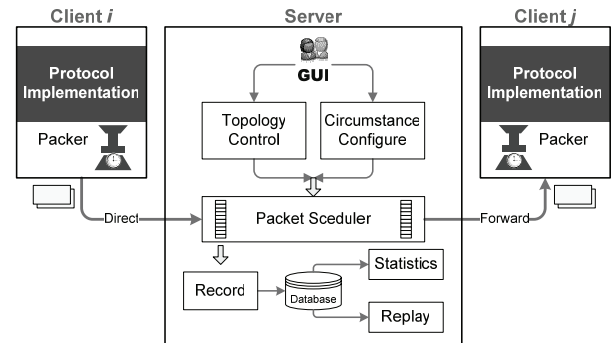 Client i
Server
Client j
Protocol
Implementation
Packer
GUI
Topology
Control
Circumstance
Configure
Protocol
Implementation
Packer
Direct
Packet Sceduler
Forward
Record
Database
Statistics
Replay